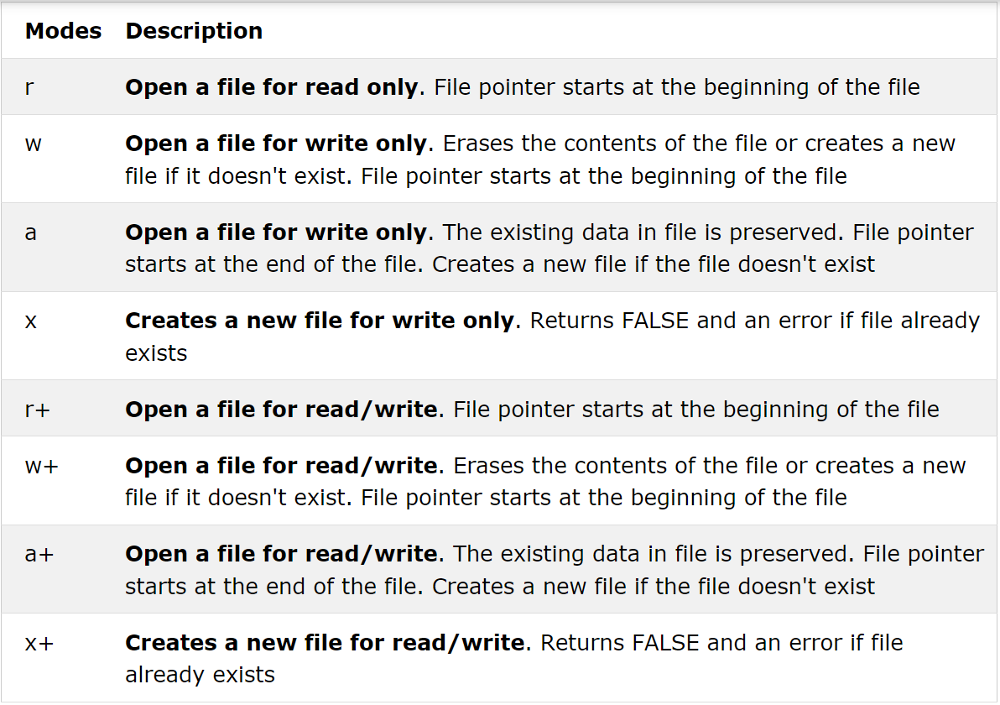 Modes Description
r Open a file for read only. File pointer starts at the beginning of the file
w Open a file for write only. Erases the contents of the file or creates a new
file if it doesn't exist. File pointer starts at the beginning of the file
a Open a file for write only. The existing data in file is preserved. File pointer
starts at the end of the file. Creates a new file if the file doesn't exist
x Creates a new file for write only. Returns FALSE and an error if file already
exists
r+ Open a file for read/write. File pointer starts at the beginning of the file
w+ Open a file for read/write. Erases the contents of the file or creates a new
file if it doesn't exist. File pointer starts at the beginning of the file
a+ Open a file for read/write. The existing data in file is preserved. File pointer
starts at the end of the file. Creates a new file if the file doesn't exist
x+ Creates a new file for read/write. Returns FALSE and an error if file
already exists